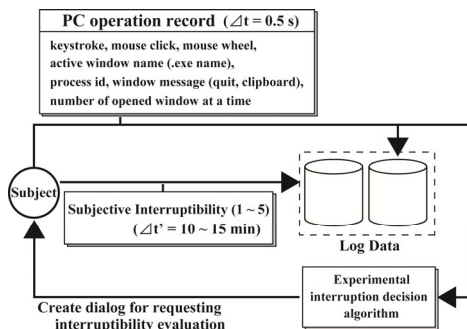 PC operation record (⊿t = 0.5 s)
keystroke, mouse click, mouse wheel,
active window name (.exe name),
process id, window message (quit, clipboard),
number of opened window at a time
Subject
Subjective Interruptibility (1 ~ 5)
(⊿t' = 10 ~ 15 min)
Log Data
Experimental
interruption decision
algorithm
Create dialog for requesting
interruptibility evaluation